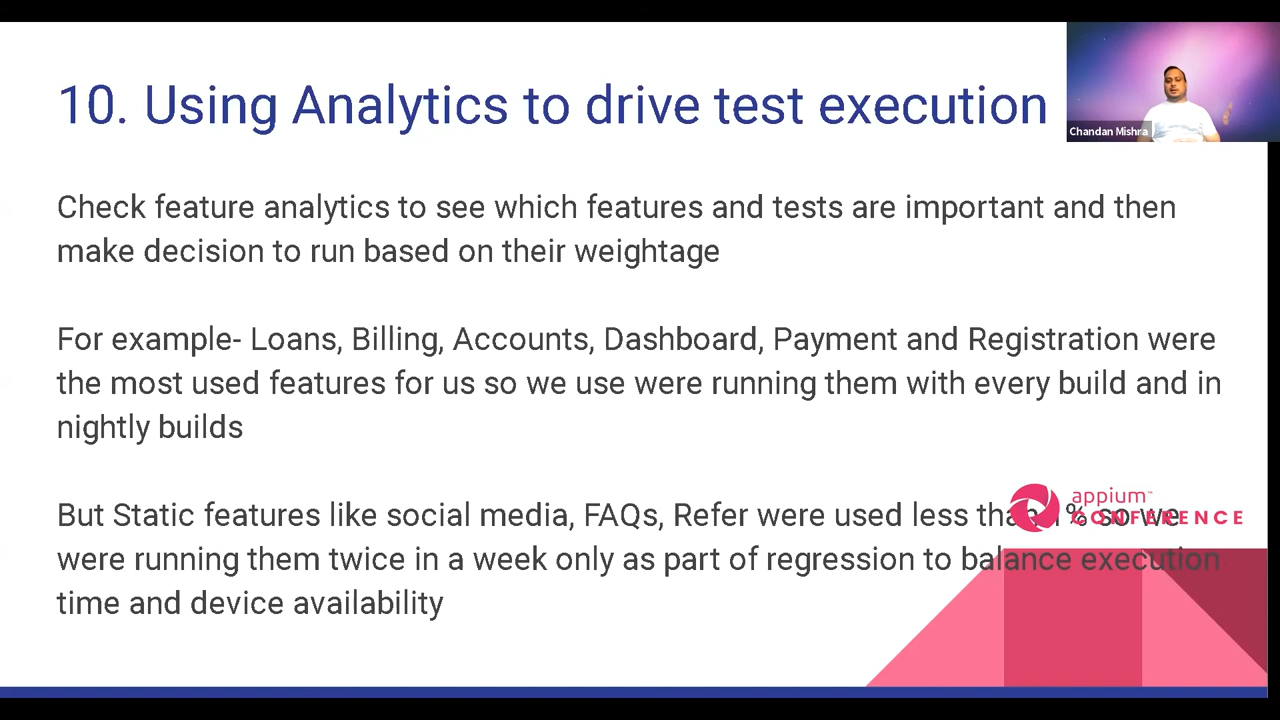 10. Using Analytics to drive test execution
Chandan Mishra
Check feature analytics to see which features and tests are important and then
make decision to run based on their weightage
For example- Loans, Billing, Accounts, Dashboard, Payment and Registration were
the most used features for us so we use were running them with every build and in
nightly builds
But Static features like social media, FAQs, Refer were used less than 1% so we
were running them twice in a week only as part of regression to balance execution
time and device availability
appium™
CONFERENCE